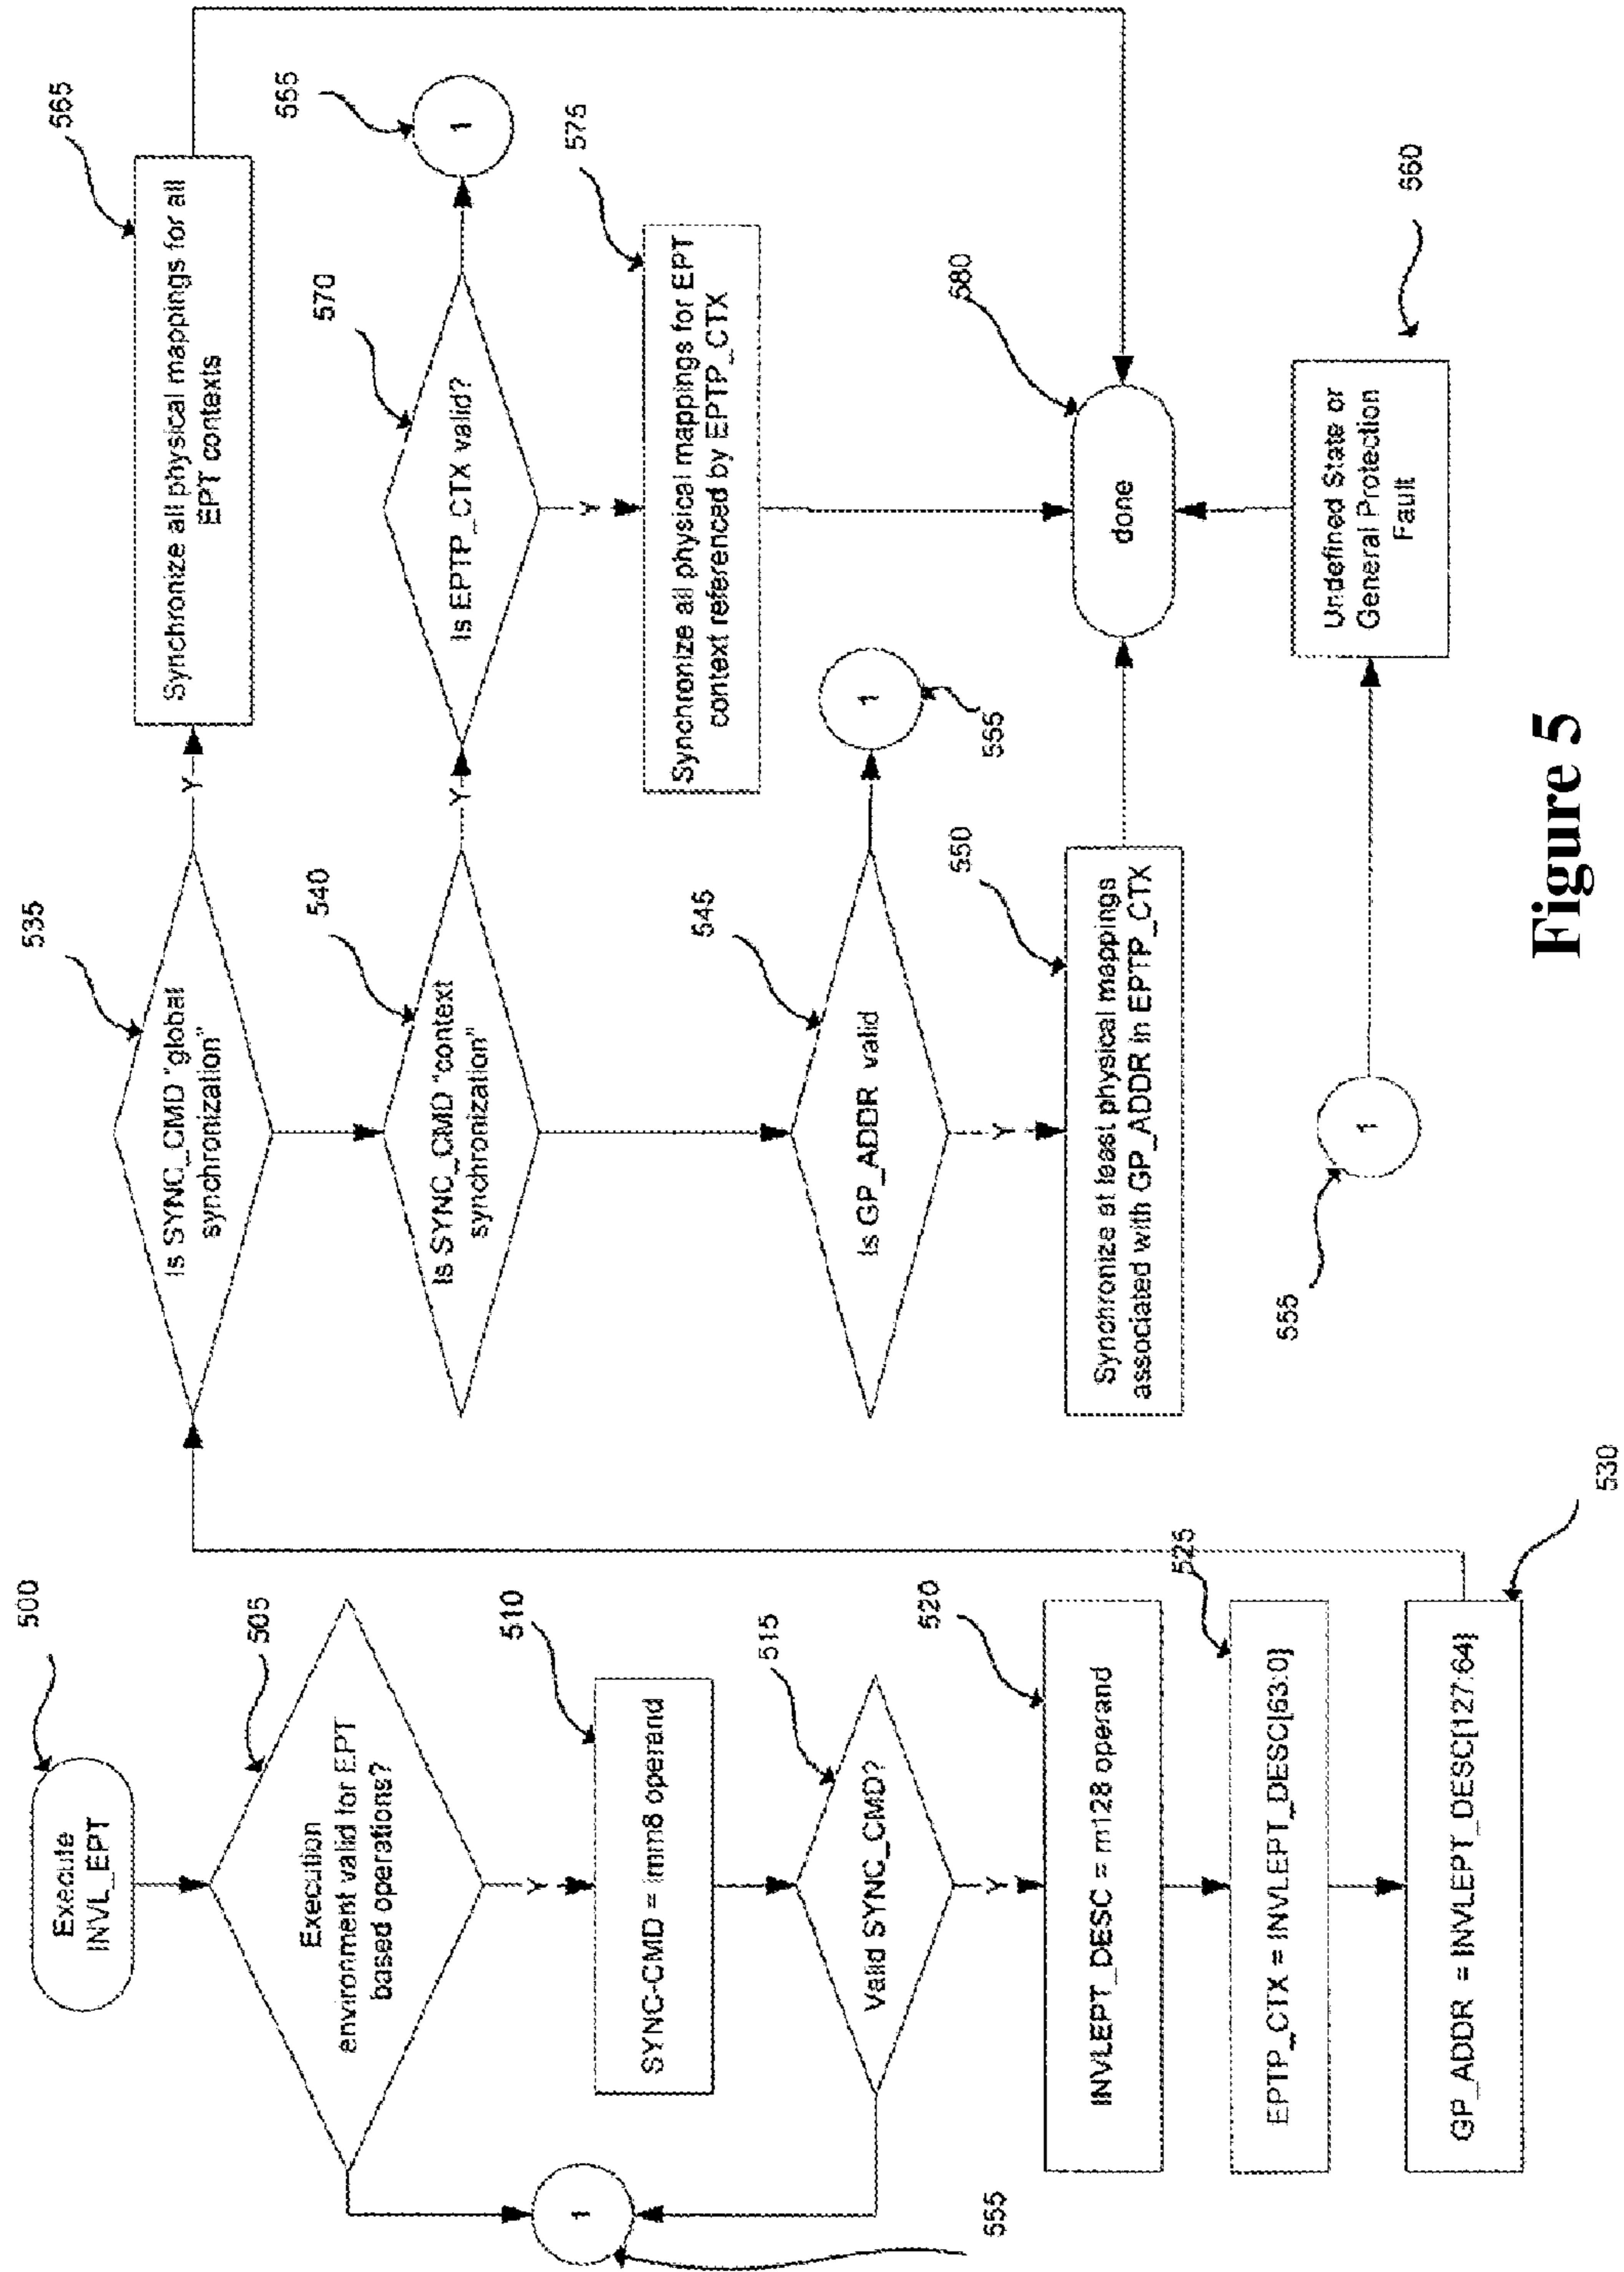 500
Execute
INVL_EPT
505
Execution
environment valid for EPT
based operations?
Y
510
SYNC-CMD = imm8 operand
515
Valid SYNC_CMD?
Y
1
555
520
INVLEPT_DESC = m128 operand
525
EPTP_CTX = INVLEPT_DESC[63:0]
530
GP_ADDR = INVLEPT_DESC[127:64]
535
Is SYNC_CMD "global
synchronization"
Y
565
Synchronize all physical mappings for all
EPT contexts
540
Is SYNC_CMD "context
synchronization"
Y
570
Is EPTP_CTX valid?
1
555
Y
575
Synchronize all physical mappings for EPT
context referenced by EPTP_CTX
545
Is GP_ADDR valid
1
555
Y
550
Synchronize at least physical mappings
associated with GP_ADDR in EPTP_CTX
580
done
555
1
Undefined State or
General Protection
Fault
560
Figure 5